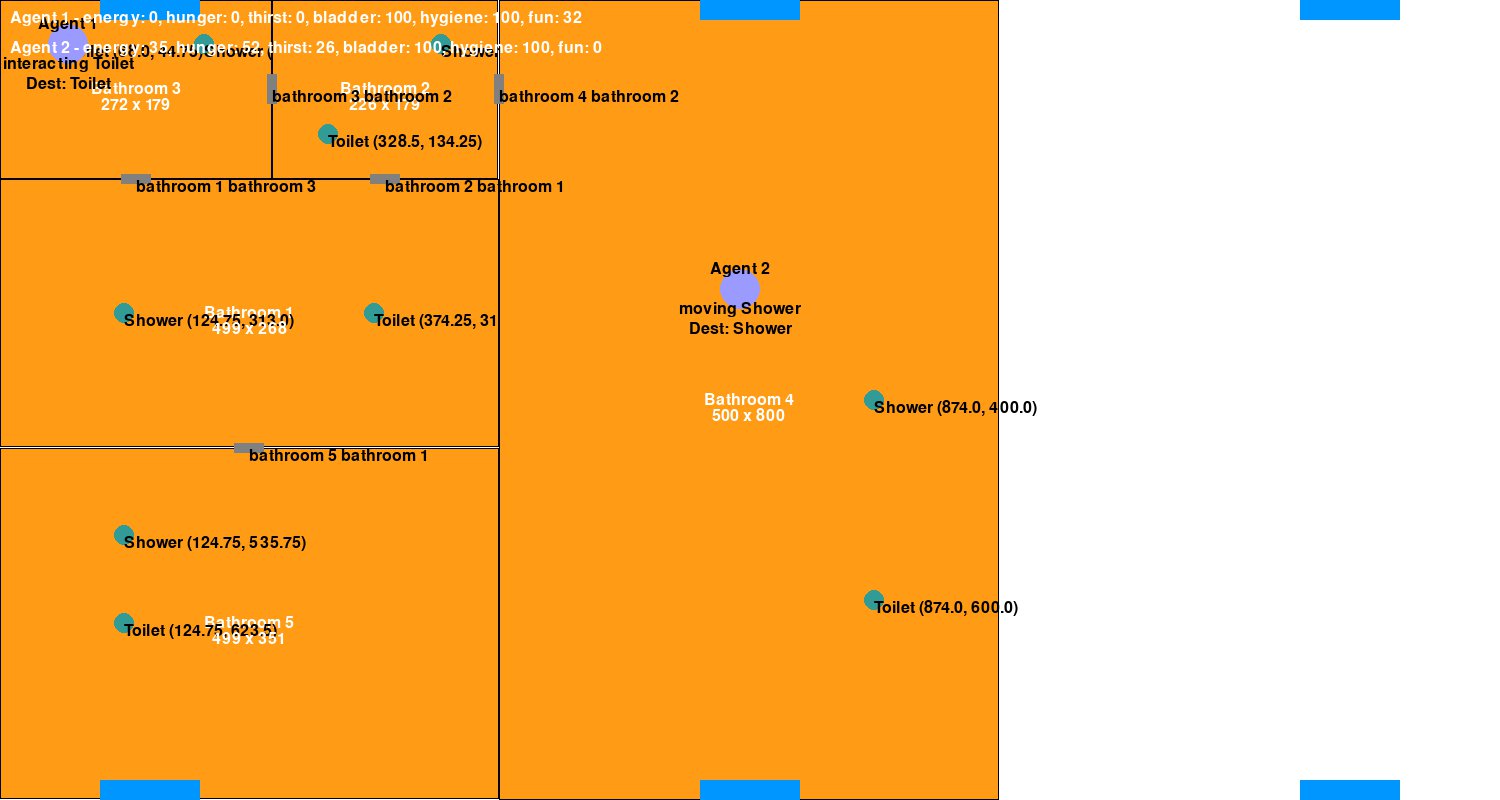 Agent 1 - energy: 0, hunger: 0, thirst: 0, bladder: 100, hygiene: 100, fun: 32
Agent 1
Agent 2 - energy: 35, hunger: 52, thirst: 26, bladder: 100, hygiene: 100, fun: 0
Shower (
Shower
interacting Toilet
Dest: Toilet
Bathroom 3
272 x 179
Bathroom 2
226 x 179
bathroom 3 bathroom 2
bathroom 4 bathroom 2
Toilet (328.5, 134.25)
bathroom 1 bathroom 3
bathroom 2 bathroom 1
Agent 2
moving Shower
Dest: Shower
Bathroom 1
499 x 268
Shower (124.75, 313.0)
Toilet (374.25, 31
Bathroom 4
500 x 800
Shower (874.0, 400.0)
bathroom 5 bathroom 1
Shower (124.75, 535.75)
Toilet (874.0, 600.0)
Bathroom 5
499 x 351
Toilet (124.75, 623.5)